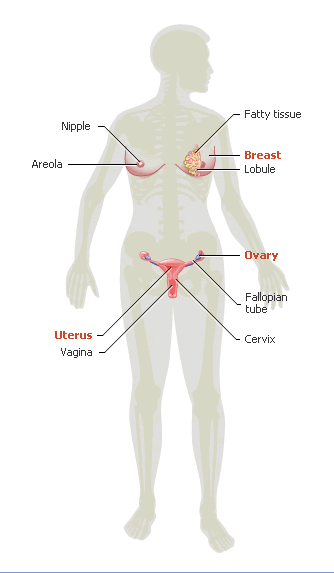 Fatty tissue
Nipple
Breast
Areola
Lobule
Ovary
Fallopian
tube
Uterus
Cervix
Vagina